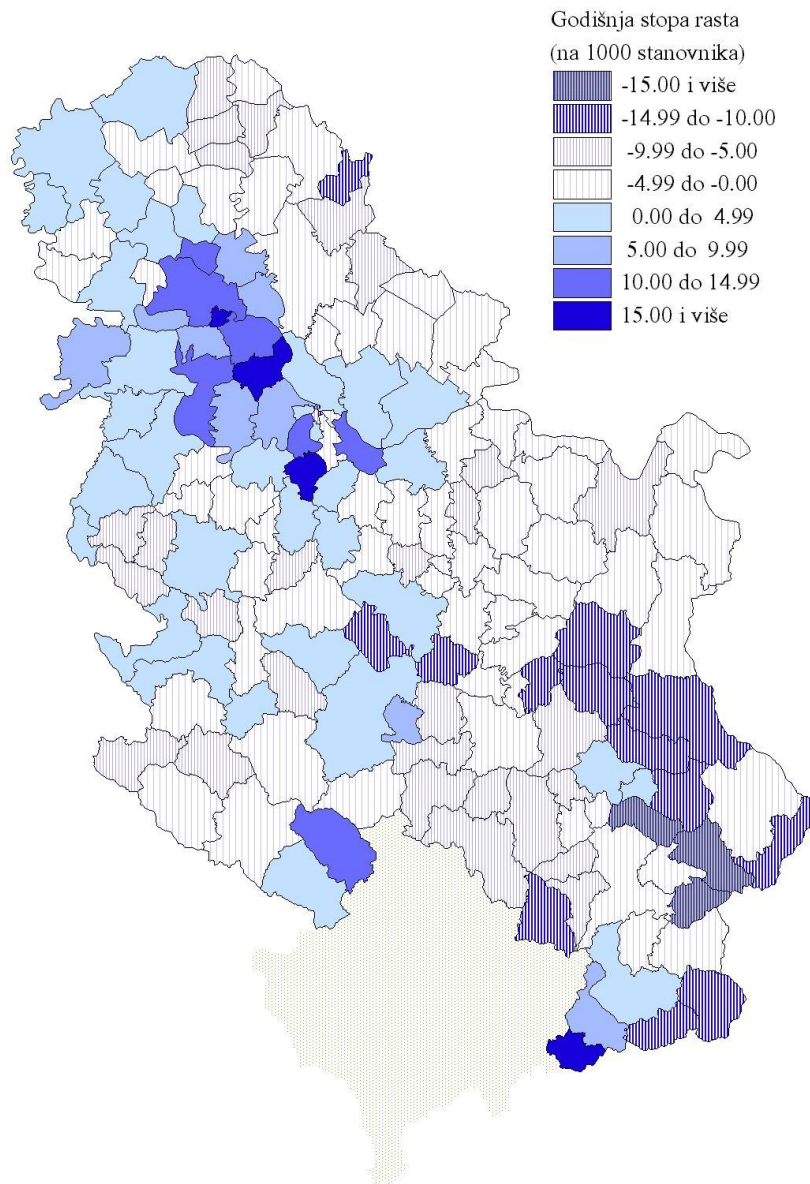 Godišnja stopa rasta
(na 1000 stanovnika)
-15.00 i više
-14.99 do -10.00
-9.99 do -5.00
-4.99 do -0.00
0.00 do 4.99
5.00 do 9.99
10.00 do 14.99
15.00 i više